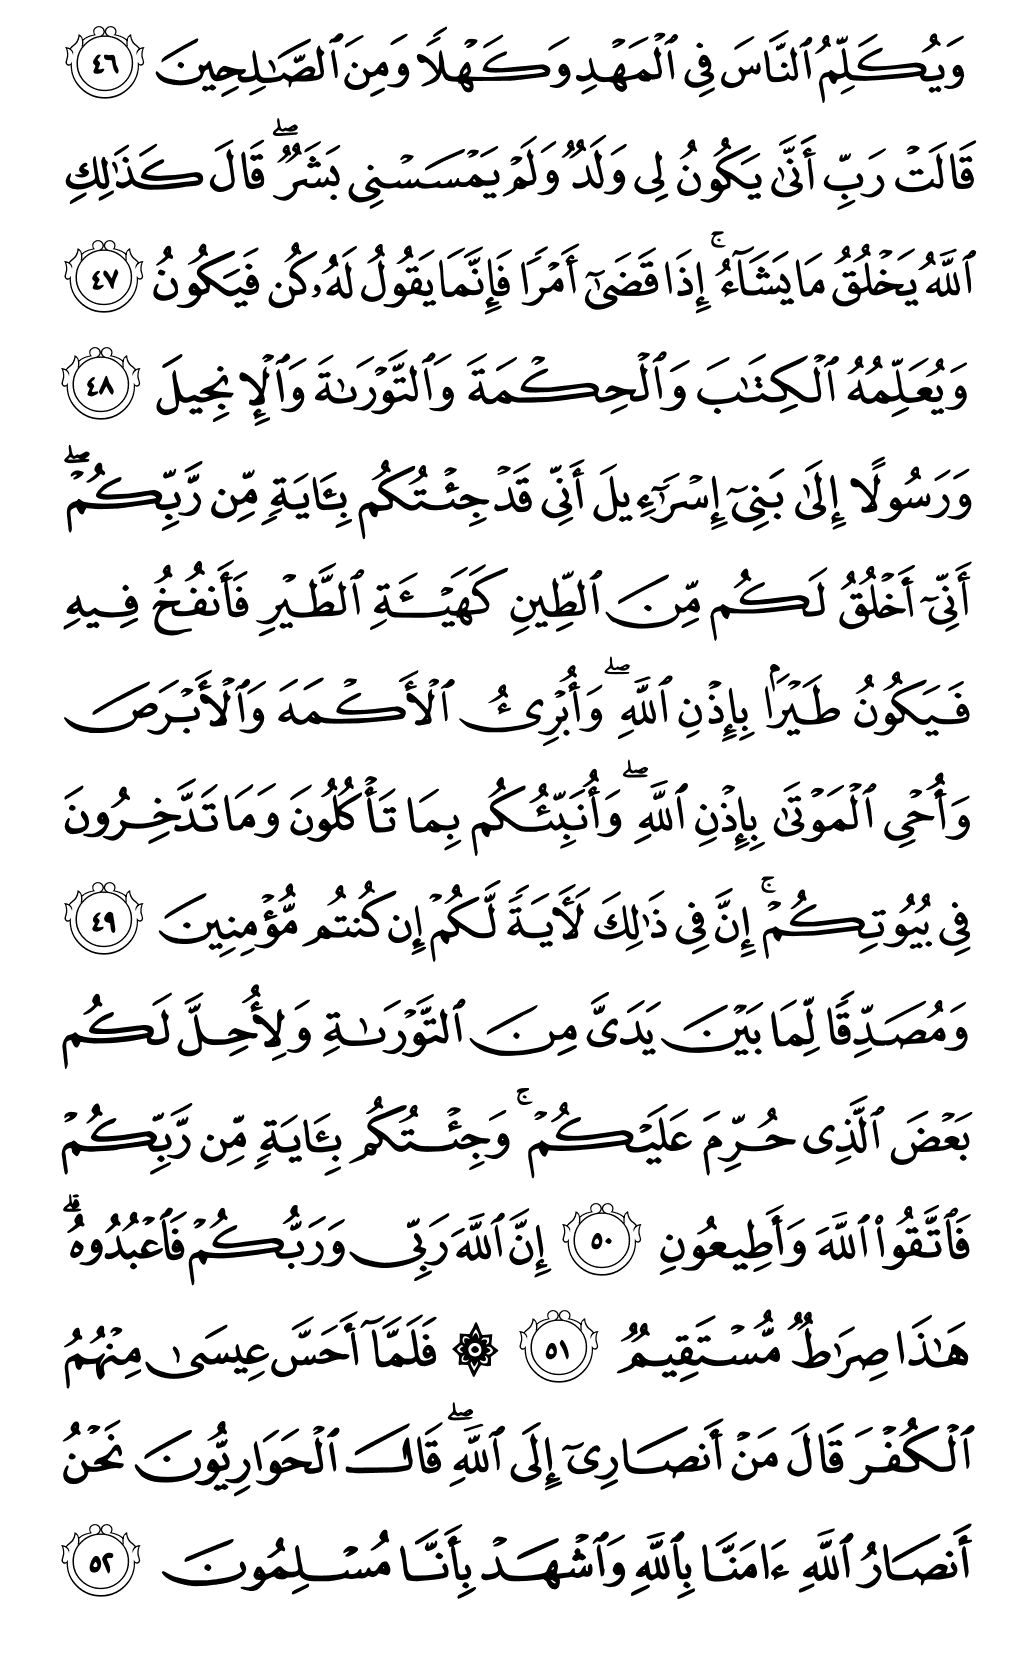 وَيُكَلِّمُ ٱلنَّاسَ فِي ٱلۡمَهۡدِ وَكَهۡلٗا وَمِنَ ٱلصَّـٰلِحِينَ ٤٦
قَالَتۡ رَبِّ أَنَّىٰ يَكُونُ لِي وَلَدٞ وَلَمۡ يَمۡسَسۡنِي بَشَرٞۖ قَالَ كَذَٰلِكِ
ٱللَّهُ يَخۡلُقُ مَا يَشَآءُۚ إِذَا قَضَىٰٓ أَمۡرٗا فَإِنَّمَا يَقُولُ لَهُۥ كُن فَيَكُونُ ٤٧
وَيُعَلِّمُهُ ٱلۡكِتَٰبَ وَٱلۡحِكۡمَةَ وَٱلتَّوۡرَىٰةَ وَٱلۡإِنجِيلَ ٤٨
وَرَسُولًا إِلَىٰ بَنِيٓ إِسۡرَـٰٓءِيلَ أَنِّي قَدۡ جِئۡتُكُم بِـَٔايَةٖ مِّن رَّبِّكُمۡۖ
أَنِّيٓ أَخۡلُقُ لَكُم مِّنَ ٱلطِّينِ كَهَيۡـَٔةِ ٱلطَّيۡرِ فَأَنفُخُ فِيهِ
فَيَكُونُ طَيۡرَۢا بِإِذۡنِ ٱللَّهِۖ وَأُبۡرِئُ ٱلۡأَكۡمَهَ وَٱلۡأَبۡرَصَ
وَأُحۡيِ ٱلۡمَوۡتَىٰ بِإِذۡنِ ٱللَّهِۖ وَأُنَبِّئُكُم بِمَا تَأۡكُلُونَ وَمَا تَدَّخِرُونَ
فِي بُيُوتِكُمۡۚ إِنَّ فِي ذَٰلِكَ لَأٓيَةٗ لَّكُمۡ إِن كُنتُم مُّؤۡمِنِينَ ٤٩
وَمُصَدِّقٗا لِّمَا بَيۡنَ يَدَيَّ مِنَ ٱلتَّوۡرَىٰةِ وَلِأُحِلَّ لَكُم
بَعۡضَ ٱلَّذِي حُرِّمَ عَلَيۡكُمۡۚ وَجِئۡتُكُم بِـَٔايَةٖ مِّن رَّبِّكُمۡ
فَٱتَّقُواْ ٱللَّهَ وَأَطِيعُونِ ٥٠ إِنَّ ٱللَّهَ رَبِّي وَرَبُّكُمۡ فَٱعۡبُدُوهُۗ
هَٰذَا صِرَٰطٞ مُّسۡتَقِيمٞ ٥١ ۞ فَلَمَّآ أَحَسَّ عِيسَىٰ مِنۡهُمُ
ٱلۡكُفۡرَ قَالَ مَنۡ أَنصَارِيٓ إِلَى ٱللَّهِۖ قَالَ ٱلۡحَوَارِيُّونَ نَحۡنُ
أَنصَارُ ٱللَّهِ ءَامَنَّا بِٱللَّهِ وَٱشۡهَدۡ بِأَنَّا مُسۡلِمُونَ ٥٢